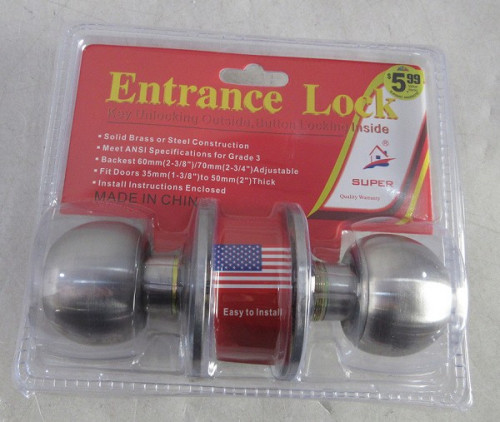 $5.99
Entrance Lock
Key Unlocking Outside, Button Locking Inside
• Solid Brass or Steel Construction
• Meet ANSI Specifications for Grade 3
• Backest 60mm(2-3/8")/70mm(2-3/4")Adjustable
• Fit Doors 35mm(1-3/8")to 50mm(2")Thick
• Install Instructions Enclosed
MADE IN CHIN
®
SUPER
Quality Warranty
Easy to Install